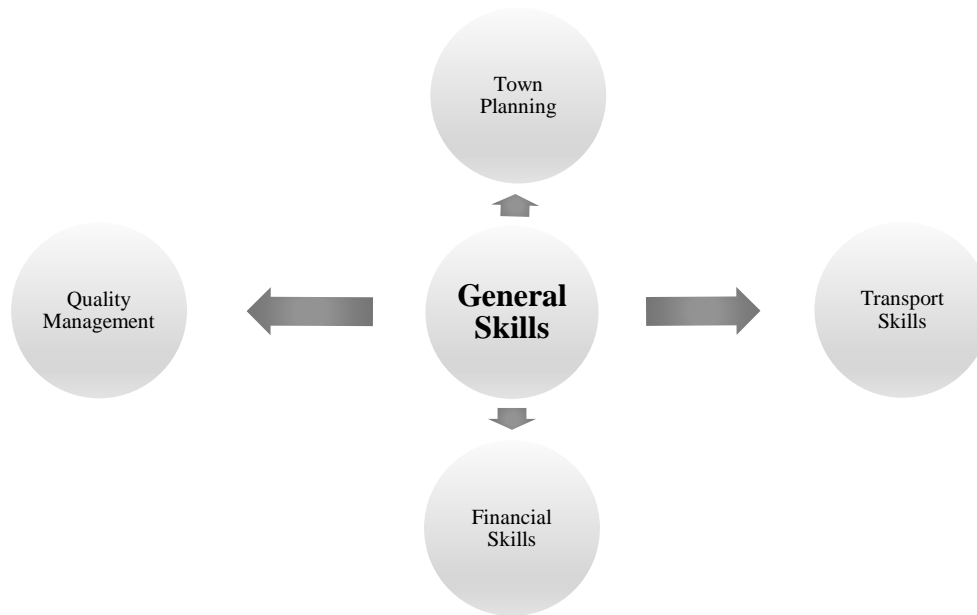 Town
Planning
Quality
Management
General
Skills
Transport
Skills
Financial
Skills